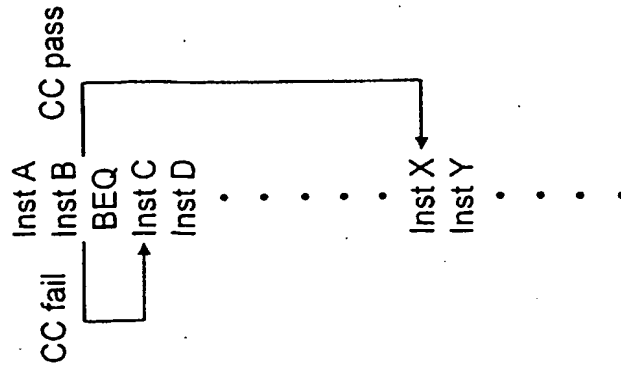 CC fail
CC pass
Inst A
Inst B
BEQ
Inst C
Inst D
Inst X
Inst Y